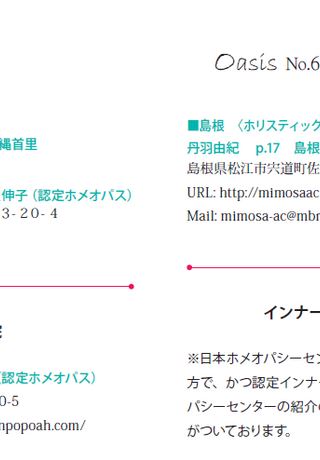 縄首里
伸子（認定ホメオパス）
3-20-4
認定ホメオパス）
0-5
npopoah.com/
Oasis No.6
■島根 〈ホリスティック
丹羽由紀 p.17 島根
島根県松江市宍道町佐
URL: http://mimosaac
Mail: mimosa-ac@mbr
インナー
※日本ホメオパシーセン
方で、かつ認定インナ
パシーセンターの紹介の
がついております。